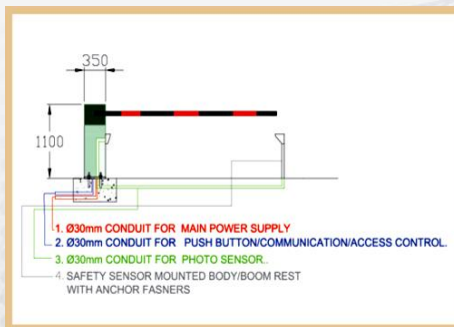 350
1100
1. Ø30mm CONDUIT FOR MAIN POWER SUPPLY
2. Ø30mm CONDUIT FOR PUSH BUTTON/COMMUNICATION/ACCESS CONTROL.
3. Ø30mm CONDUIT FOR PHOTO SENSOR..
4. SAFETY SENSOR MOUNTED BODY/BOOM REST
WITH ANCHOR FASNERS